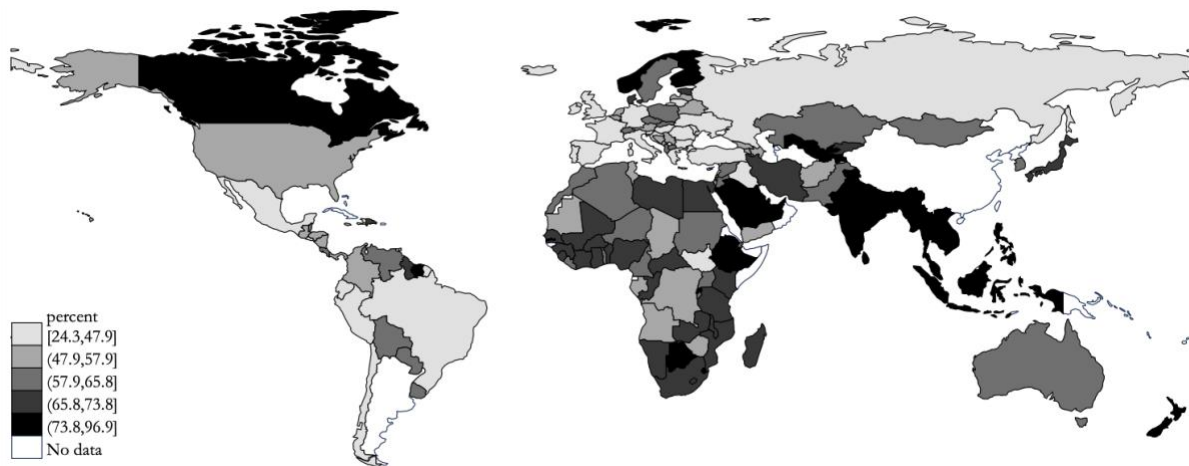 percent
[24.3,47.9]
(47.9,57.9]
(57.9,65.8]
(65.8,73.8]
(73.8,96.9]
No data